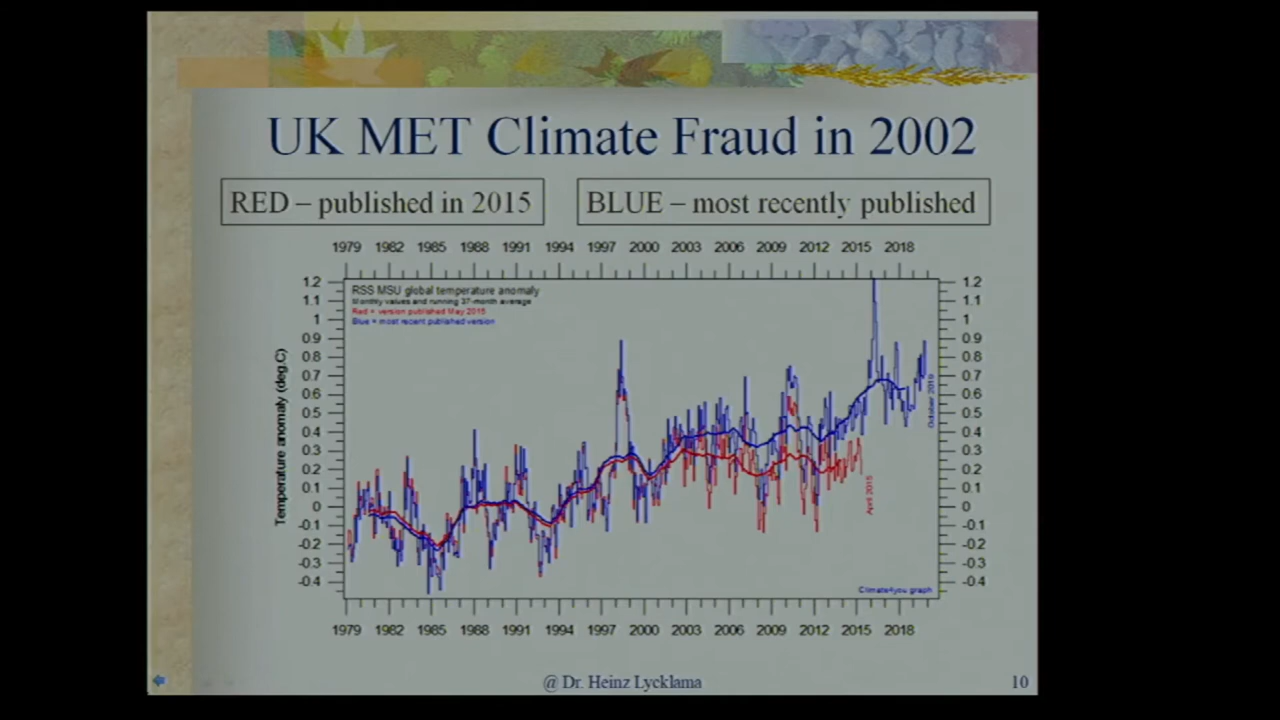 UK MET Climate Fraud in 2002
RED – published in 2015
BLUE – most recently published
1979 1982 1985 1988 1991 1994 1997 2000 2003 2006 2009 2012 2015 2018
RSS MSU global temperature anomaly
Monthly values and running 37-month average
Red = version published May 2015
Blue = most recent published version
1.2 1.2
1.1 1.1
1 1
0.9 0.9
0.8 0.8
0.7 0.7
0.6 0.6
0.5 0.5
0.4 0.4
0.3 0.3
0.2 0.2
0.1 0.1
0 0
-0.1 -0.1
-0.2 -0.2
-0.3 -0.3
-0.4 -0.4
Temperature anomaly (deg.C)
October 2019
April 2015
Climate4you graph
1979 1982 1985 1988 1991 1994 1997 2000 2003 2006 2009 2012 2015 2018
@ Dr. Heinz Lycklama
10